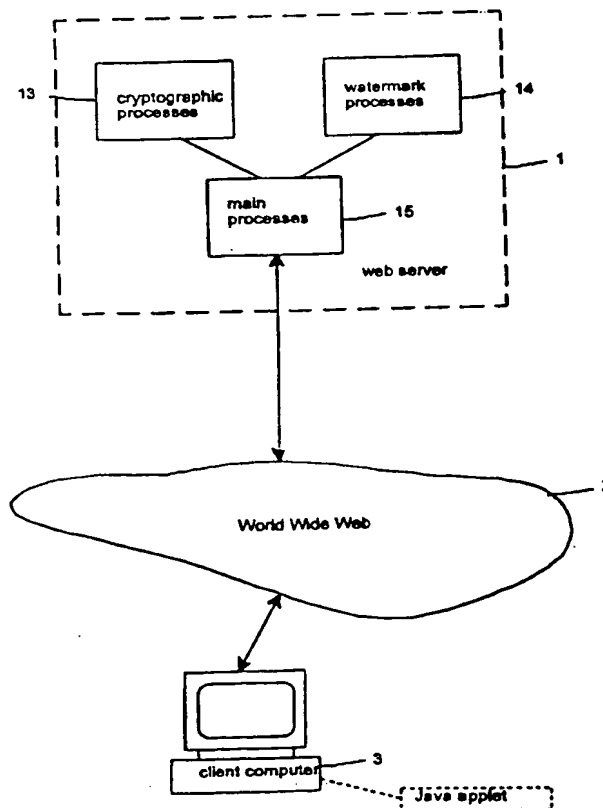 13
cryptographic
processes
watermark
processes
14
1
main
processes
15
web server
World Wide Web
3
client computer
Java applet